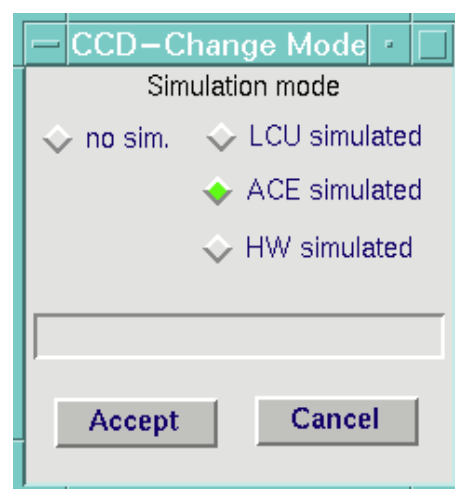 CCD-Change Mode
Simulation mode
no sim. LCU simulated
ACE simulated
HW simulated
Accept Cancel